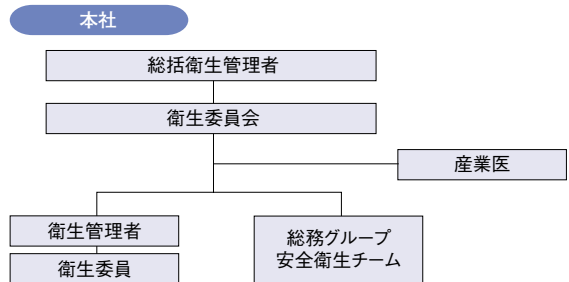 本社
総括衛生管理者
衛生委員会
産業医
衛生管理者
衛生委員
総務グループ
安全衛生チーム